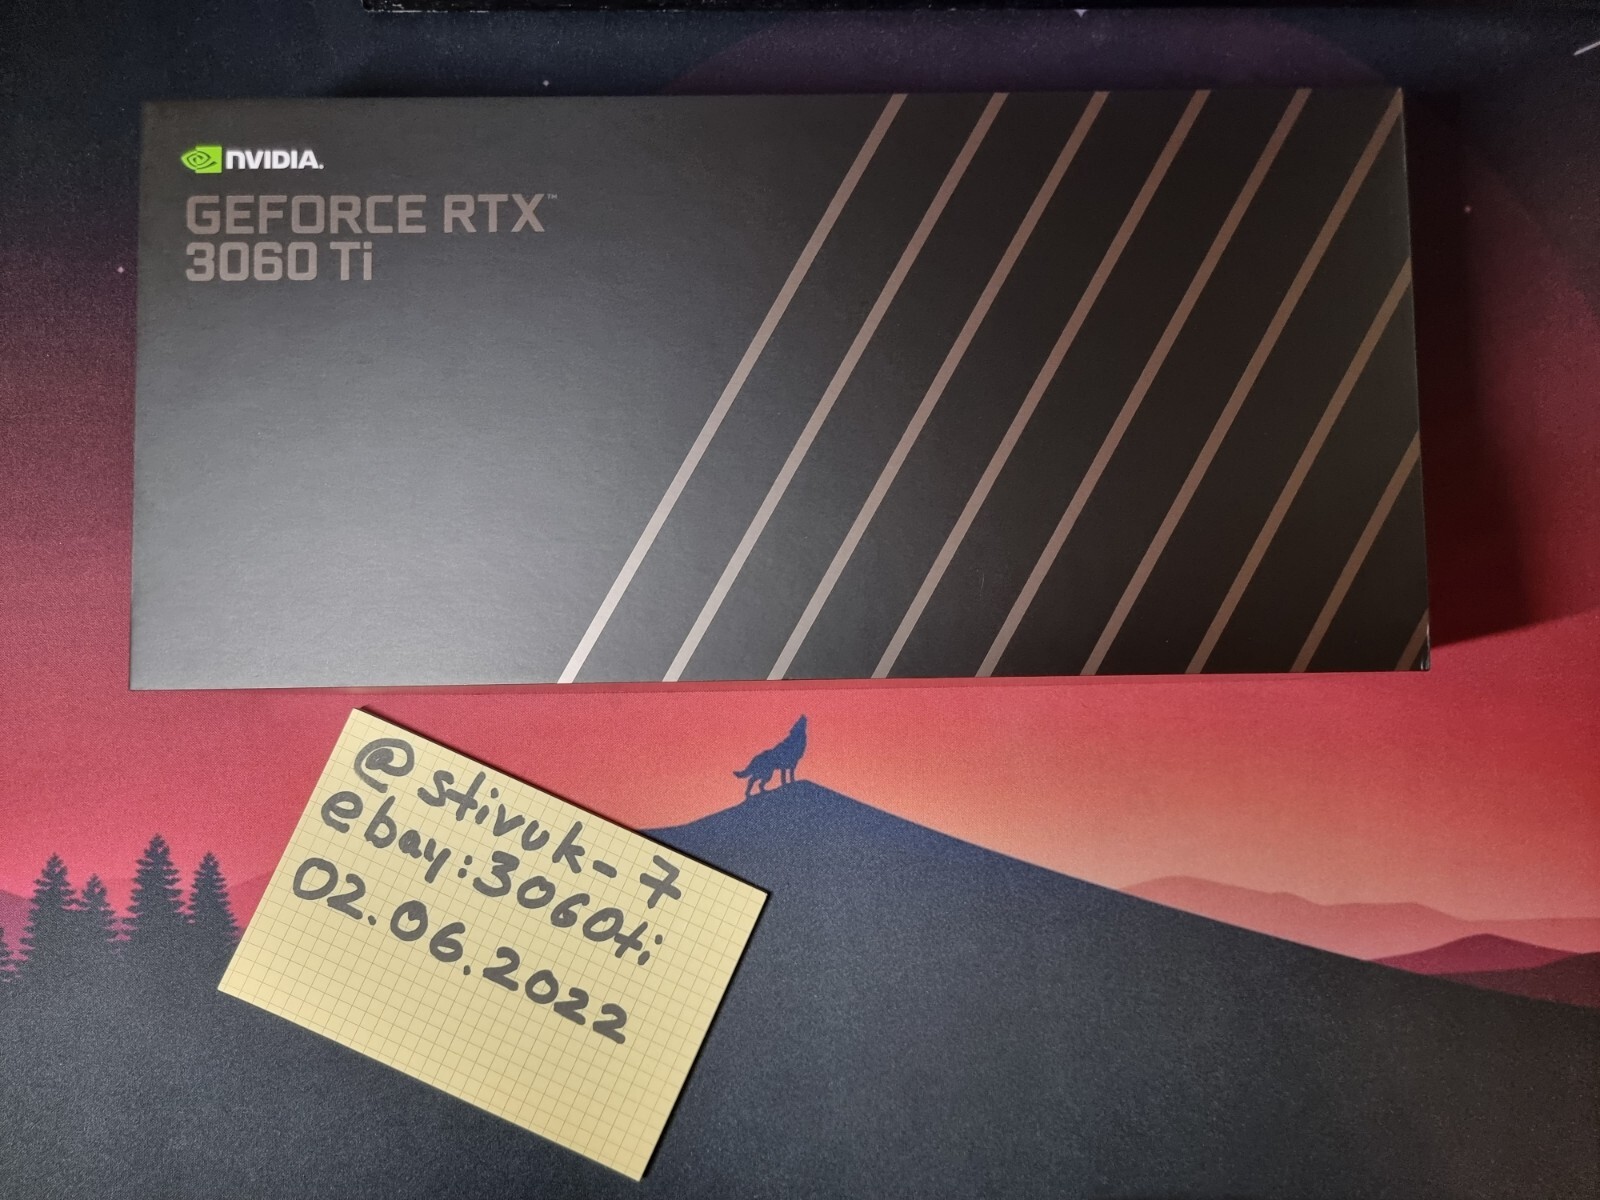 NVIDIA.
GEFORCE RTX™
3060 Ti
@stivuk-7
ebay:3060ti
02.06.2022